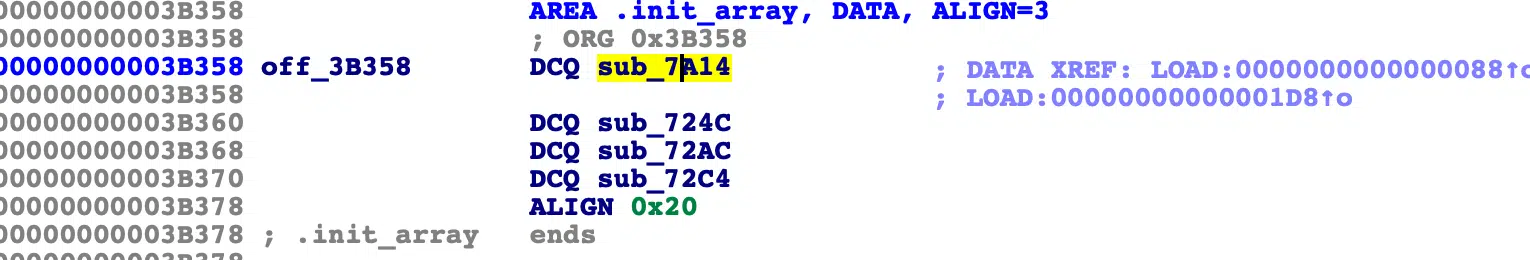 00000000003B358 AREA .init_array, DATA, ALIGN=3
00000000003B358 ; ORG 0x3B358
00000000003B358 off_3B358 DCQ sub_7A14 ; DATA XREF: LOAD:0000000000000088↑o
00000000003B358 ; LOAD:00000000000001D8↑o
00000000003B360 DCQ sub_724C
00000000003B368 DCQ sub_72AC
00000000003B370 DCQ sub_72C4
00000000003B378 ALIGN 0x20
00000000003B378 ; .init_array ends